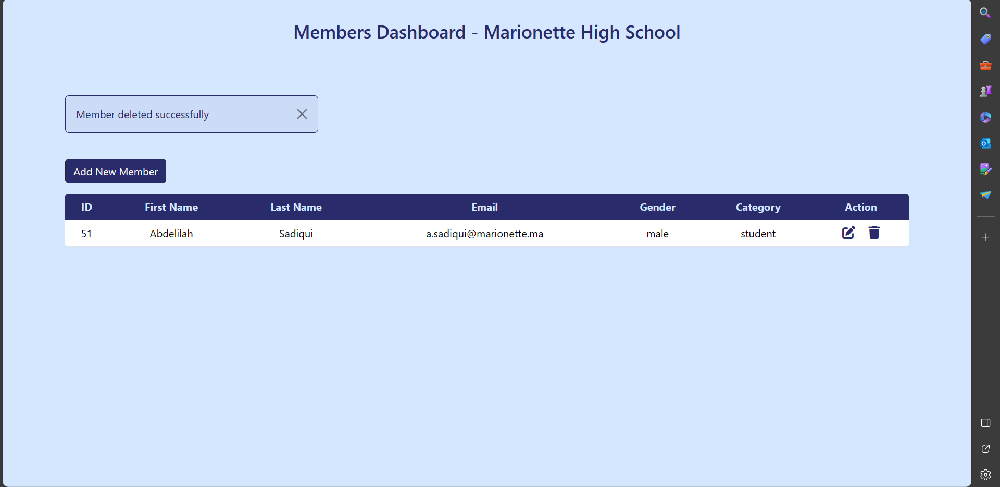 Members Dashboard - Marionette High School
Member deleted successfully
Add New Member
ID First Name Last Name Email Gender Category Action
51 Abdelilah Sadiqui a.sadiqui@marionette.ma male student